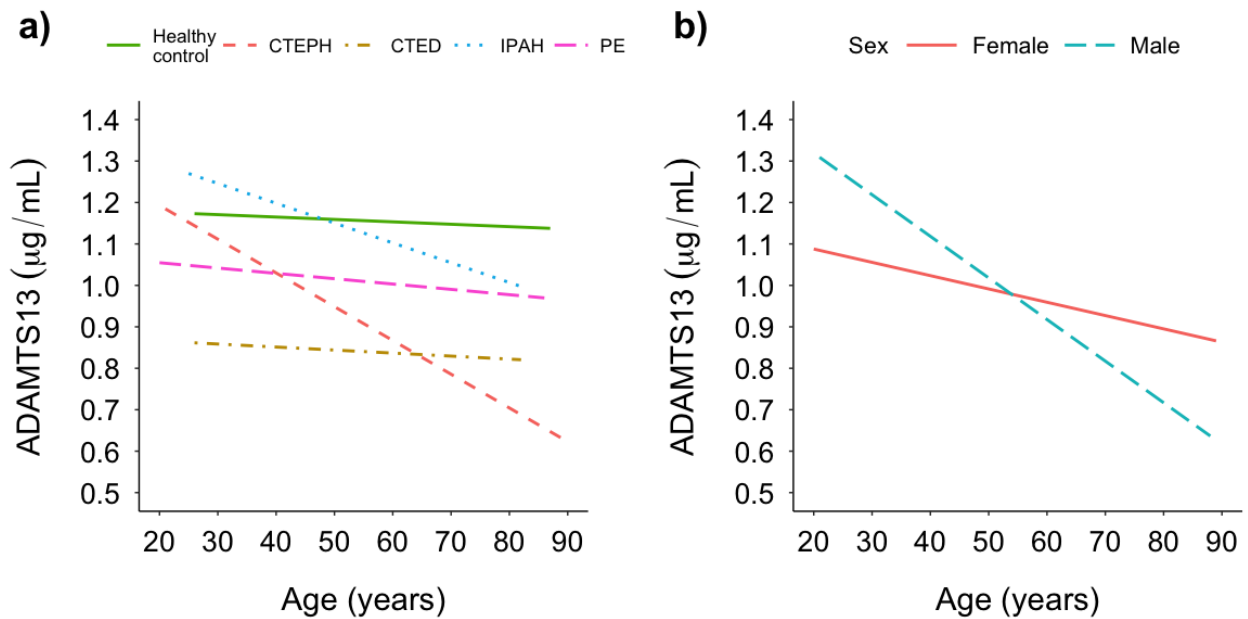 a)
Healthy
control
CTEPH
CTED
IPAH
PE
ADAMTS13 (μg/mL)
1.4
1.3
1.2
1.1
1.0
0.9
0.8
0.7
0.6
0.5
20 30 40 50 60 70 80 90
Age (years)
b)
Sex Female Male
ADAMTS13 (μg/mL)
1.4
1.3
1.2
1.1
1.0
0.9
0.8
0.7
0.6
0.5
20 30 40 50 60 70 80 90
Age (years)